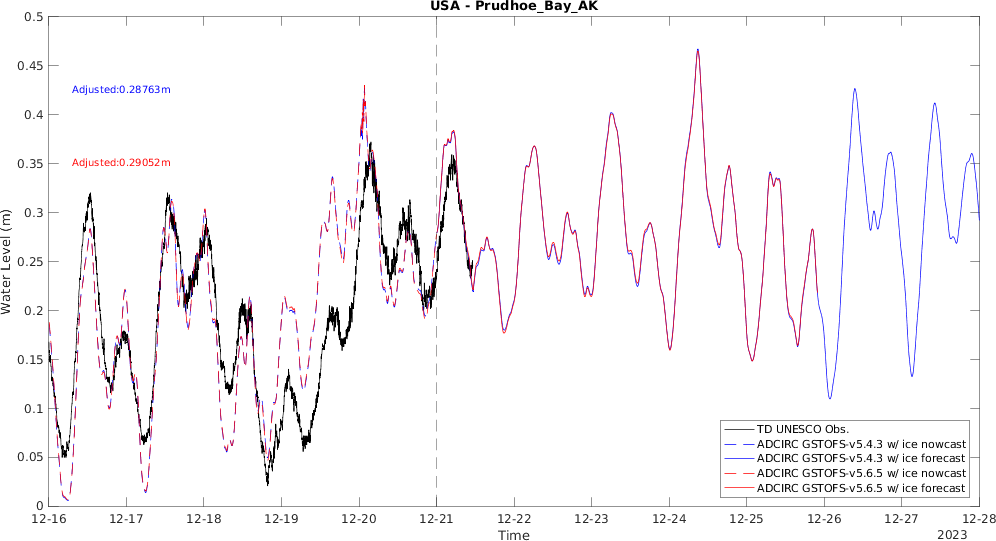 USA - Prudhoe_Bay_AK
0.5
0.45
0.4
0.35
0.3
0.25
0.2
0.15
0.1
0.05
0
Water Level (m)
Adjusted:0.28763m
Adjusted:0.29052m
TD UNESCO Obs.
ADCIRC GSTOFS-v5.4.3 w/ ice nowcast
ADCIRC GSTOFS-v5.4.3 w/ ice forecast
ADCIRC GSTOFS-v5.6.5 w/ ice nowcast
ADCIRC GSTOFS-v5.6.5 w/ ice forecast
12-16 12-17 12-18 12-19 12-20 12-21 12-22 12-23 12-24 12-25 12-26 12-27 12-28
Time
2023